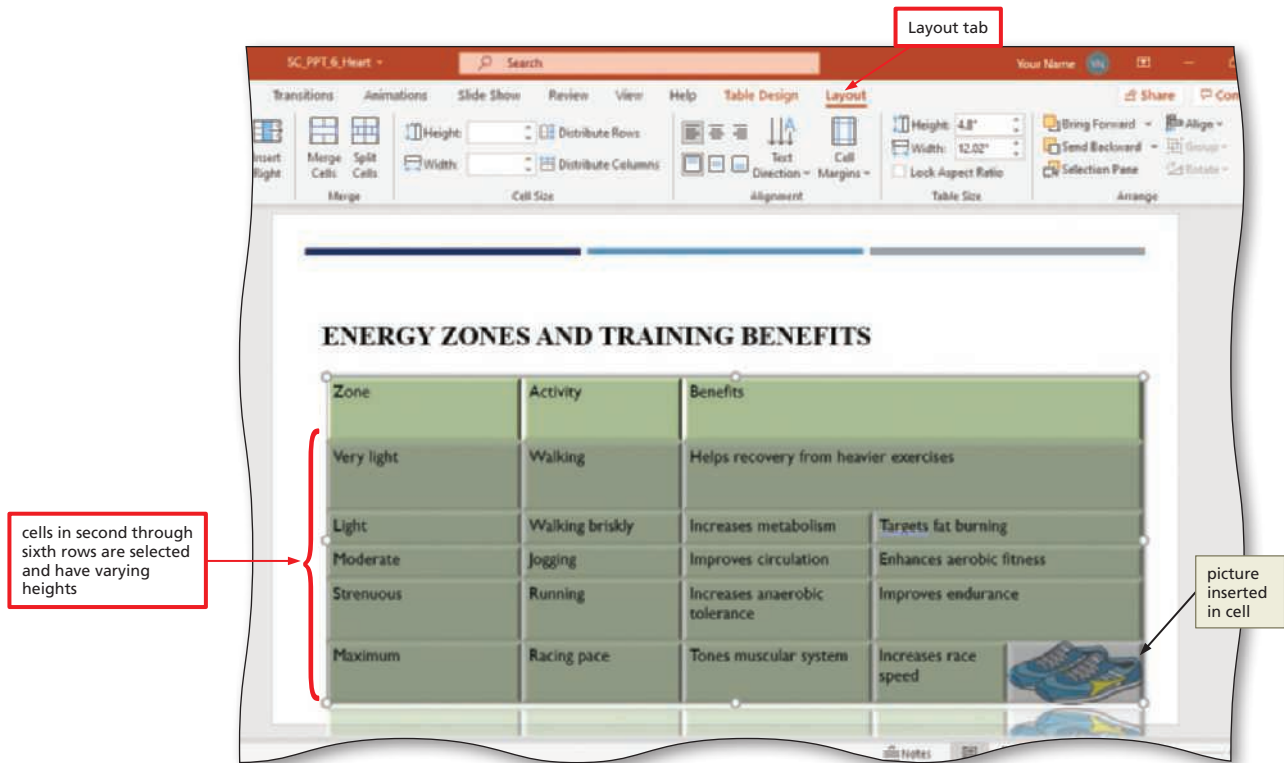 Layout tab
SC_PPT_6_Heart
Search
Your Name
YN
Transitions Animations Slide Show Review View Help Table Design Layout
Share
Insert Right
Merge Cells
Split Cells
Height:
Width:
Distribute Rows
Distribute Columns
Text Direction
Cell Margins
Height: 4.8"
Width: 12.02"
Lock Aspect Ratio
Bring Forward
Send Backward
Selection Pane
Align
Group
Rotate
Merge Cell Size Alignment Table Size Arrange
ENERGY ZONES AND TRAINING BENEFITS
Zone Activity Benefits
Very light Walking Helps recovery from heavier exercises
Light Walking briskly Increases metabolism Targets fat burning
Moderate Jogging Improves circulation Enhances aerobic fitness
Strenuous Running Increases anaerobic tolerance Improves endurance
Maximum Racing pace Tones muscular system Increases race speed
cells in second through
sixth rows are selected
and have varying
heights
picture
inserted
in cell
Notes